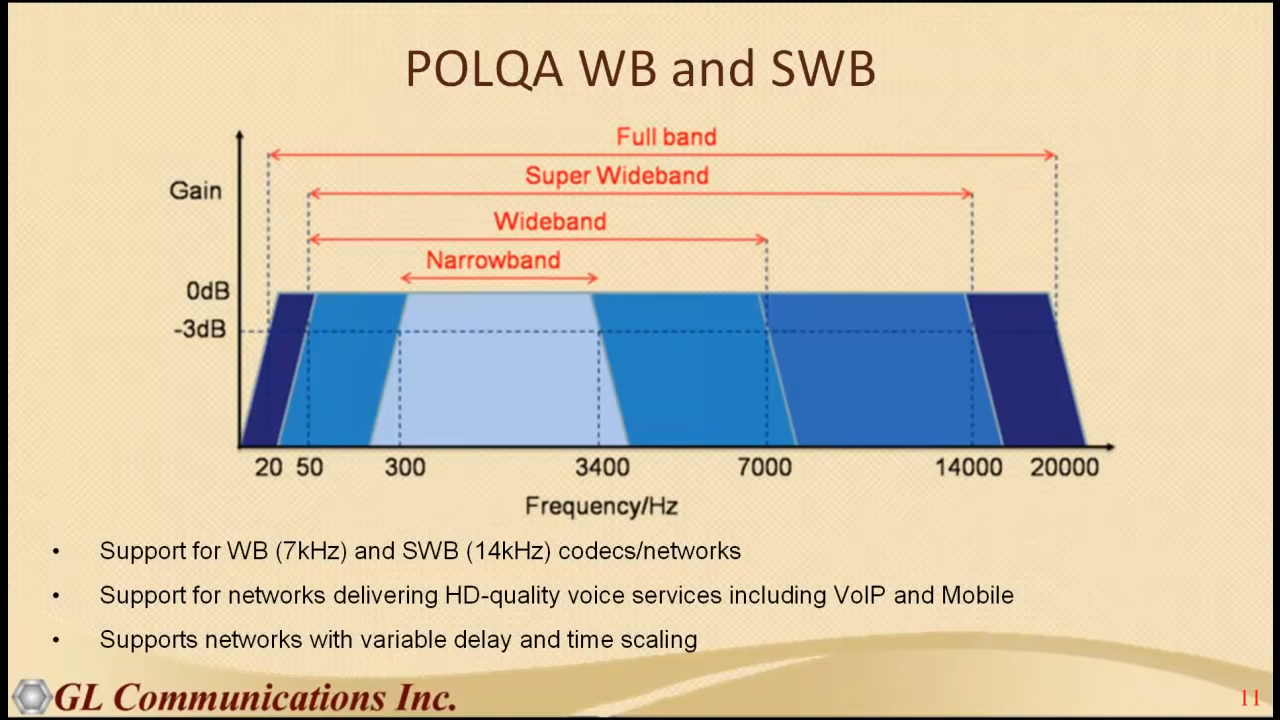 POLQA WB and SWB
Full band
Super Wideband
Gain
Wideband
Narrowband
0dB
-3dB
20 50 300 3400 7000 14000 20000
Frequency/Hz
• Support for WB (7kHz) and SWB (14kHz) codecs/networks
• Support for networks delivering HD-quality voice services including VoIP and Mobile
• Supports networks with variable delay and time scaling
GL Communications Inc.
11